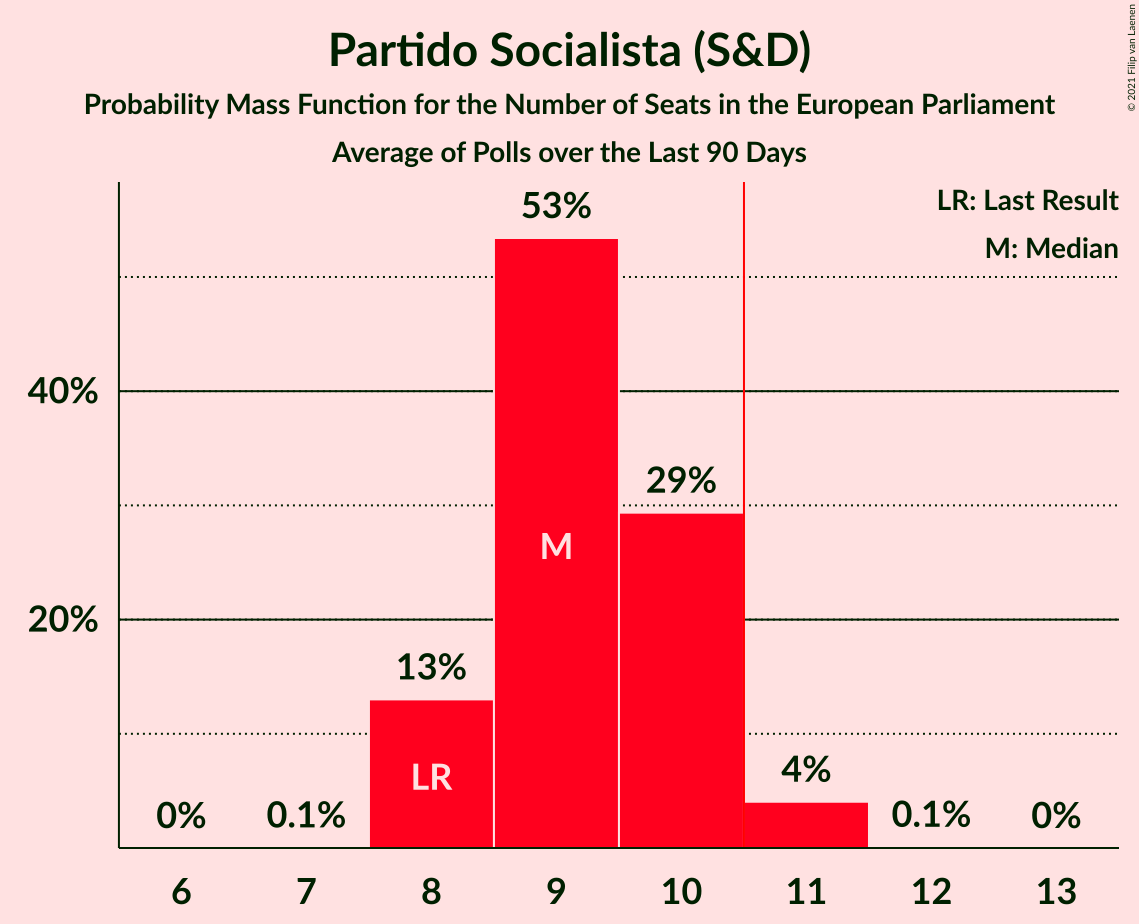 Partido Socialista (S&D)
Probability Mass Function for the Number of Seats in the European Parliament
Average of Polls over the Last 90 Days
© 2021 Filip van Laenen
LR: Last Result
M: Median
53%
40%
29%
M
20%
13%
LR
4%
0%
0.1%
0.1%
0%
6 7 8 9 10 11 12 13